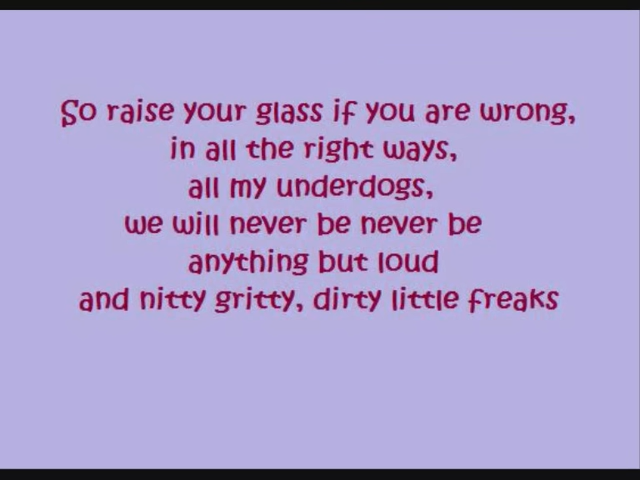 So raise your glass if you are wrong,
in all the right ways,
all my underdogs,
we will never be never be
anything but loud
and nitty gritty, dirty little freaks